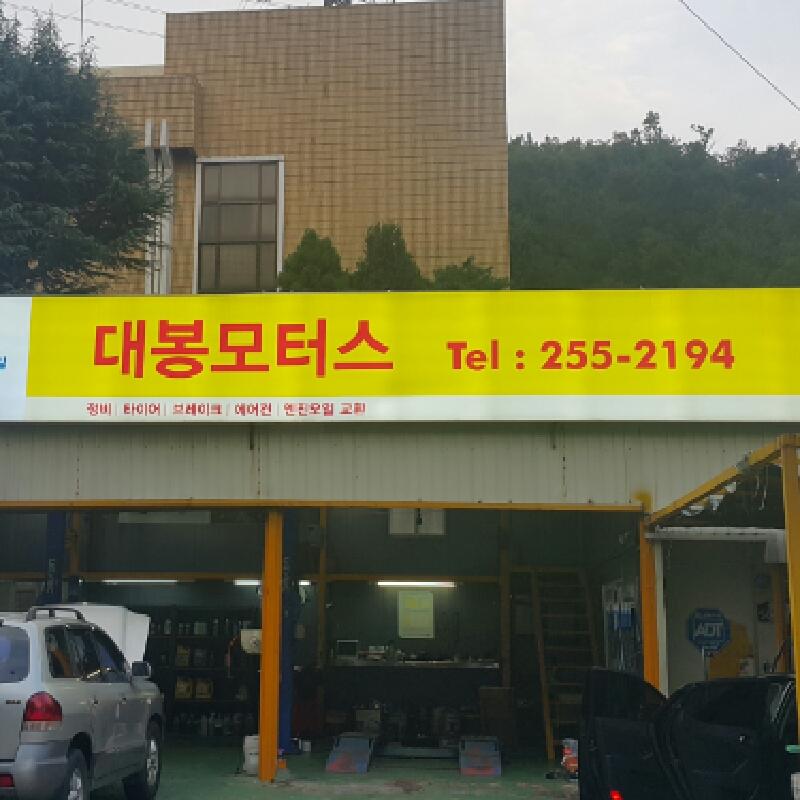 대봉모터스 Tel : 255-2194
정비 | 타이어 | 브레이크 | 에어컨 | 엔진오일 교환
ADT